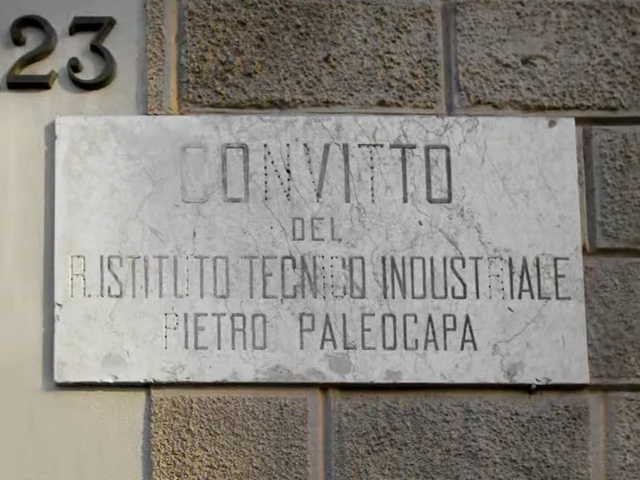 23
CONVITTO
DEL
R. ISTITUTO TECNICO INDUSTRIALE
PIETRO PALEOCAPA